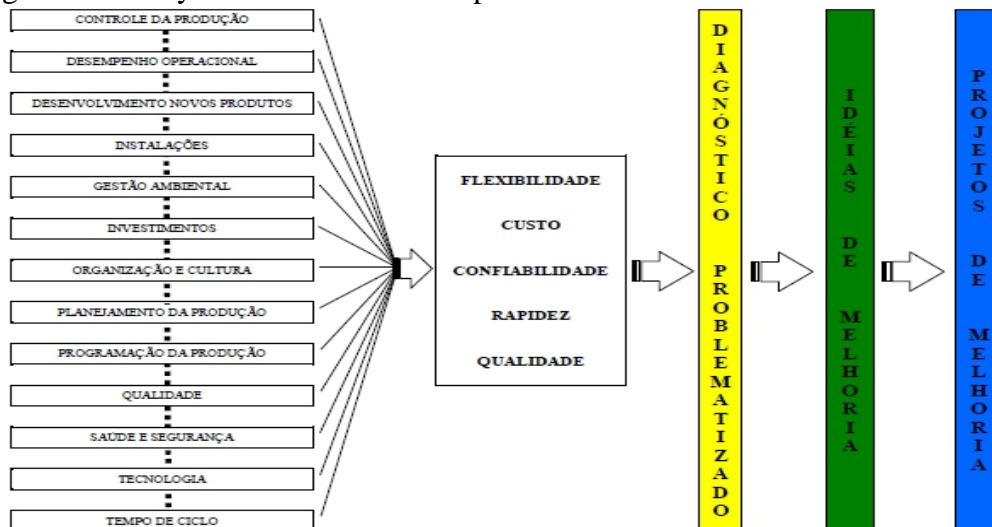 CONTROLE DA PRODUÇÃO
DESEMPENHO OPERACIONAL
DESENVOLVIMENTO NOVOS PRODUTOS
INSTALAÇÕES
GESTÃO AMBIENTAL
INVESTIMENTOS
ORGANIZAÇÃO E CULTURA
PLANEJAMENTO DA PRODUÇÃO
PROGRAMAÇÃO DA PRODUÇÃO
QUALIDADE
SAÚDE E SEGURANÇA
TECNOLOGIA
TEMPO DE CICLO
FLEXIBILIDADE
CUSTO
CONFIABILIDADE
RAPIDEZ
QUALIDADE
DIAGNÓSTICO PROBLEMATIZADO
IDÉIAS DE MELHORIA
PROJETOS DE MELHORIA